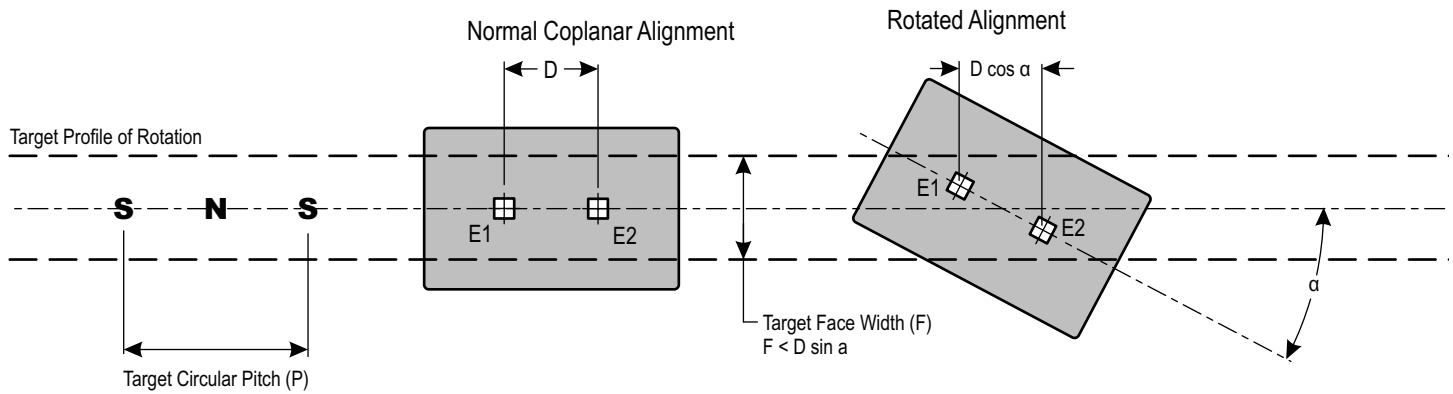 Normal Coplanar Alignment
Rotated Alignment
D
D cos α
Target Profile of Rotation
S N S
E1
E2
E1
E2
α
Target Face Width (F)
F < D sin a
Target Circular Pitch (P)